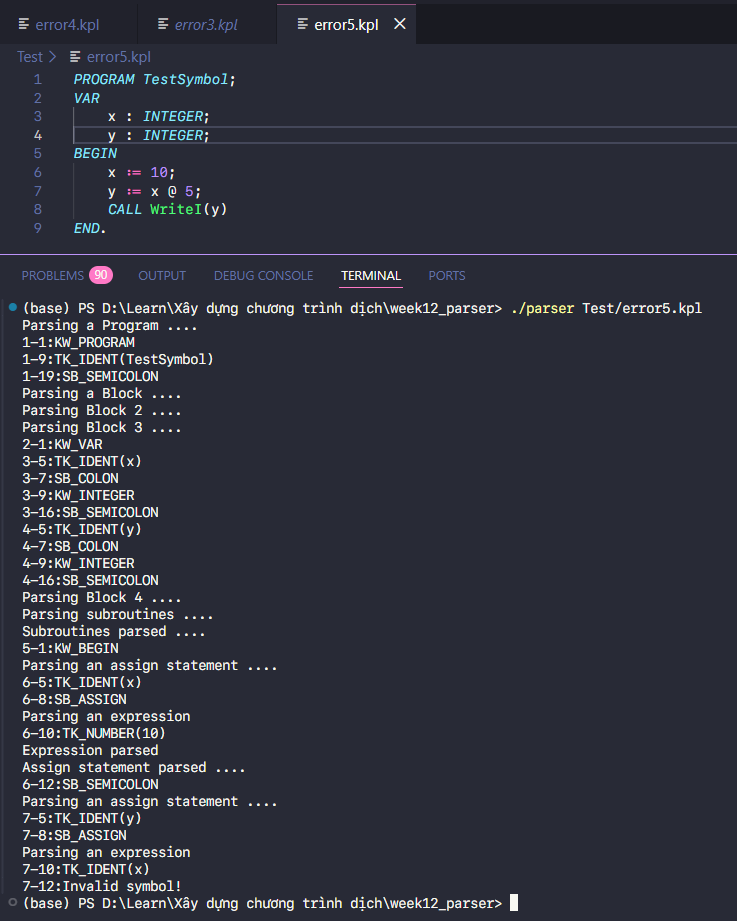 error4.kpl error3.kpl error5.kpl
Test > error5.kpl
1 PROGRAM TestSymbol;
2 VAR
3 x : INTEGER;
4 y : INTEGER;
5 BEGIN
6 x := 10;
7 y := x @ 5;
8 CALL WriteI(y)
9 END.
PROBLEMS 90 OUTPUT DEBUG CONSOLE TERMINAL PORTS
(base) PS D:\Learn\Xây dựng chương trình dịch\week12_parser> ./parser Test/error5.kpl
Parsing a Program ....
1-1:KW_PROGRAM
1-9:TK_IDENT(TestSymbol)
1-19:SB_SEMICOLON
Parsing a Block ....
Parsing Block 2 ....
Parsing Block 3 ....
2-1:KW_VAR
3-5:TK_IDENT(x)
3-7:SB_COLON
3-9:KW_INTEGER
3-16:SB_SEMICOLON
4-5:TK_IDENT(y)
4-7:SB_COLON
4-9:KW_INTEGER
4-16:SB_SEMICOLON
Parsing Block 4 ....
Parsing subroutines ....
Subroutines parsed ....
5-1:KW_BEGIN
Parsing an assign statement ....
6-5:TK_IDENT(x)
6-8:SB_ASSIGN
Parsing an expression
6-10:TK_NUMBER(10)
Expression parsed
Assign statement parsed ....
6-12:SB_SEMICOLON
Parsing an assign statement ....
7-5:TK_IDENT(y)
7-8:SB_ASSIGN
Parsing an expression
7-10:TK_IDENT(x)
7-12:Invalid symbol!
(base) PS D:\Learn\Xây dựng chương trình dịch\week12_parser>